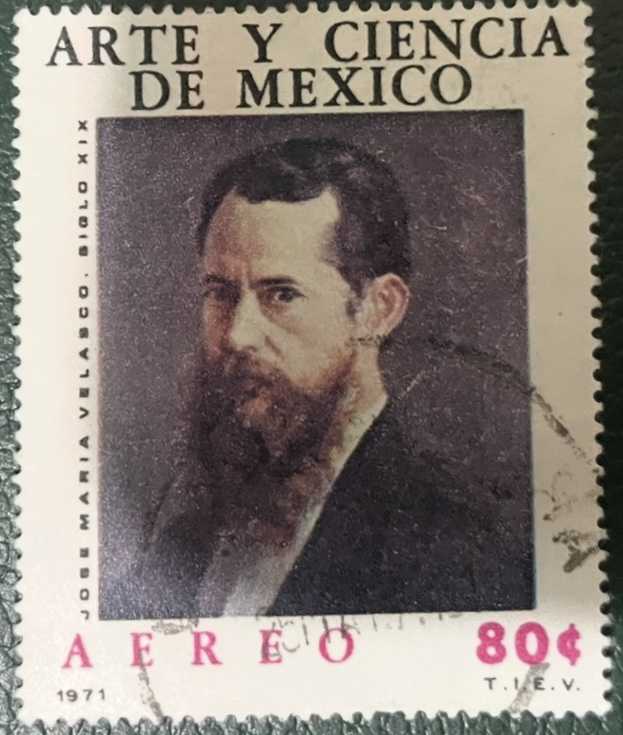 ARTE Y CIENCIA
DE MEXICO
JOSE MARIA VELASCO. SIGLO XIX
AEREO 80¢
1971 T.I.E.V.